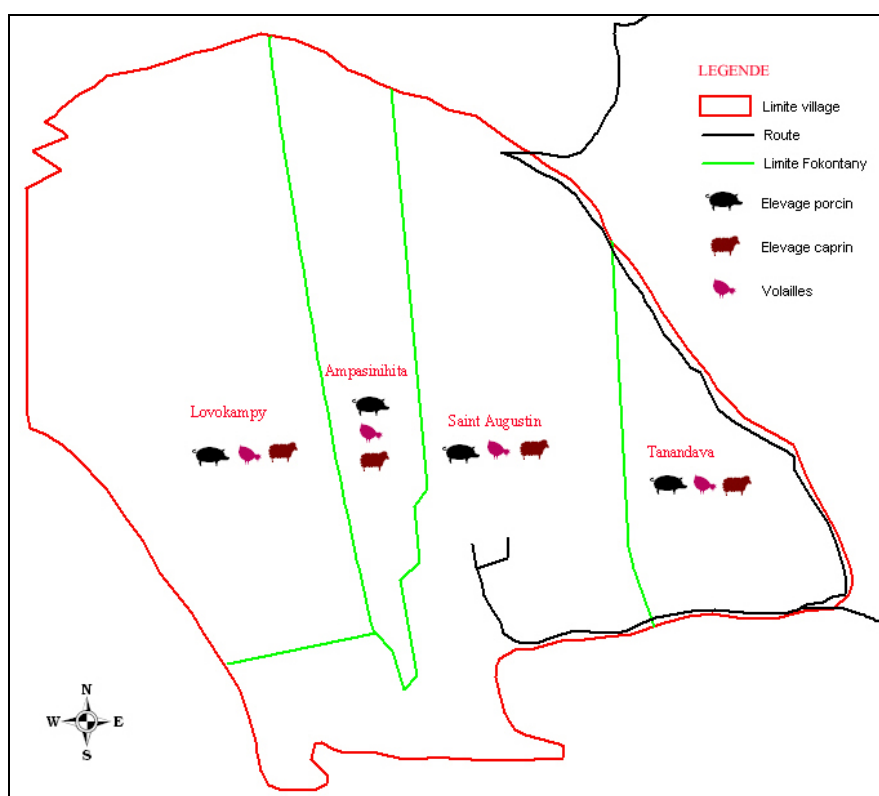 LEGENDE
Limite village
Route
Limite Fokontany
Elevage porcin
Elevage caprin
Volailles
Ampasinihita
Lovokampy
Saint Augustin
Tanandava
N
W E
S